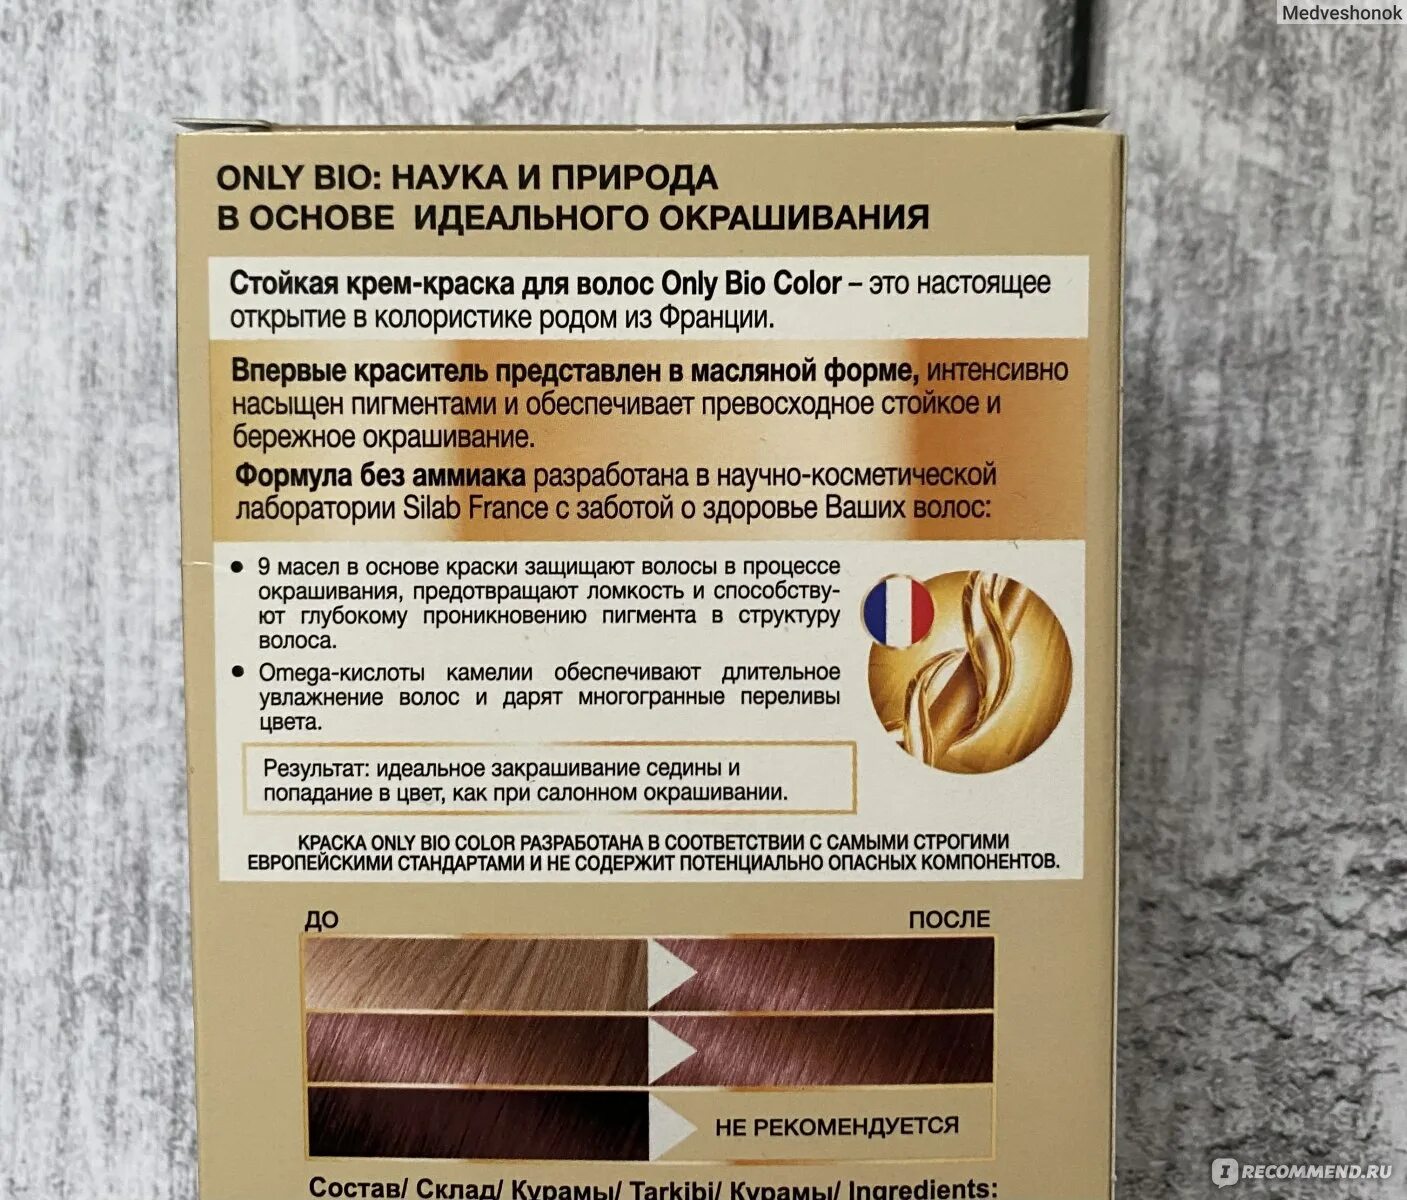 Medveshonok
ONLY BIO: НАУКА И ПРИРОДА
В ОСНОВЕ ИДЕАЛЬНОГО ОКРАШИВАНИЯ
Стойкая крем-краска для волос Only Bio Color – это настоящее
открытие в колористике родом из Франции.
Впервые краситель представлен в масляной форме, интенсивно
насыщен пигментами и обеспечивает превосходное стойкое и
бережное окрашивание.
Формула без аммиака разработана в научно-косметической
лаборатории Silab France с заботой о здоровье Ваших волос:
• 9 масел в основе краски защищают волосы в процессе
окрашивания, предотвращают ломкость и способству-
ют глубокому проникновению пигмента в структуру
волоса.
• Omega-кислоты камелии обеспечивают длительное
увлажнение волос и дарят многогранные переливы
цвета.
Результат: идеальное закрашивание седины и
попадание в цвет, как при салонном окрашивании.
КРАСКА ONLY BIO COLOR РАЗРАБОТАНА В СООТВЕТСТВИИ С САМЫМИ СТРОГИМИ
ЕВРОПЕЙСКИМИ СТАНДАРТАМИ И НЕ СОДЕРЖИТ ПОТЕНЦИАЛЬНО ОПАСНЫХ КОМПОНЕНТОВ.
ДО ПОСЛЕ
НЕ РЕКОМЕНДУЕТСЯ
Состав/ Склад/ Құрамы/ Tarkibi/ Курамы/ Ingredients:
IRECOMMEND.RU